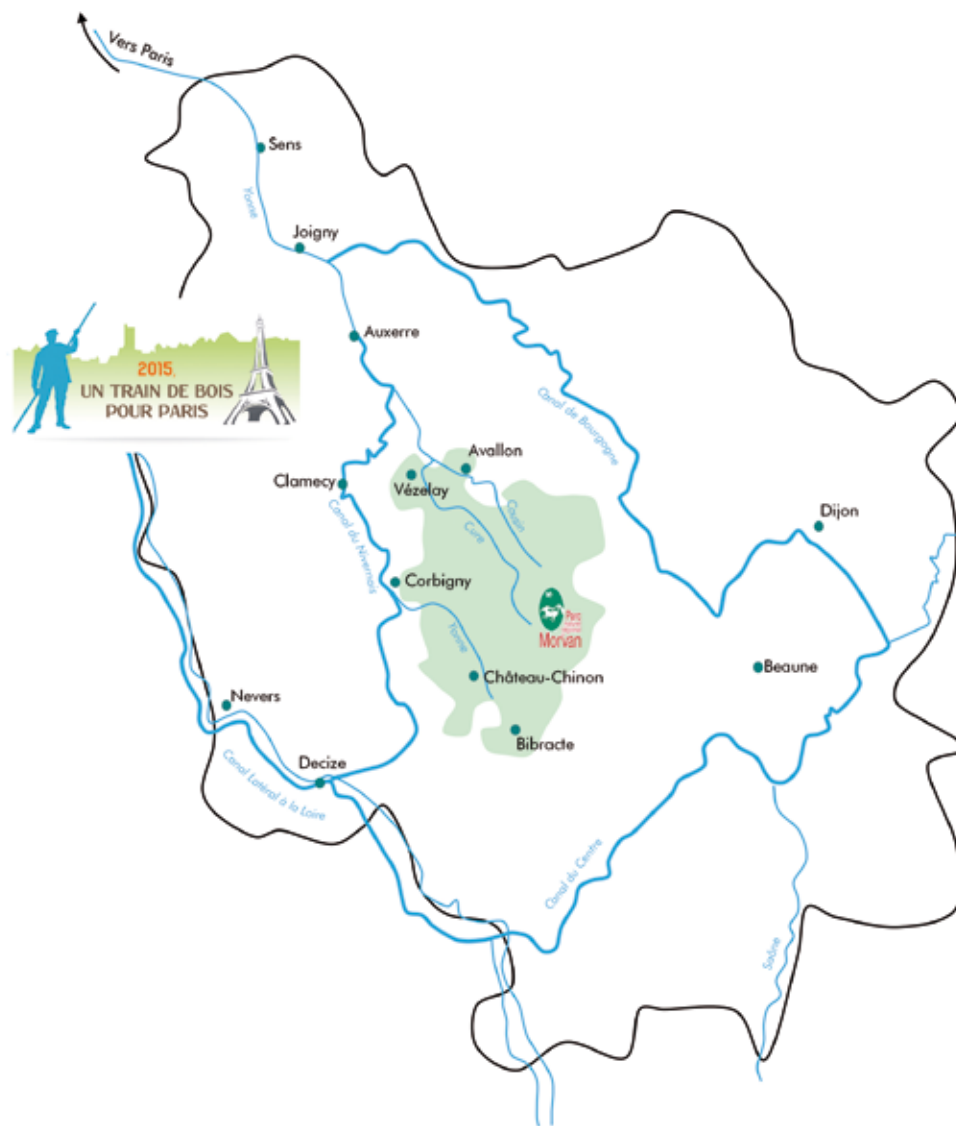 Vers Paris
Sens
Yonne
Joigny
Auxerre
2015,
UN TRAIN DE BOIS
POUR PARIS
Canal de Bourgogne
Avallon
Vézelay
Clamecy
Cousin
Cure
Dijon
Canal du Nivernais
Corbigny
Yonne
Parc
Morvan
Beaune
Château-Chinon
Nevers
Bibracte
Decize
Canal Latéral à la Loire
Canal du Centre
Saône